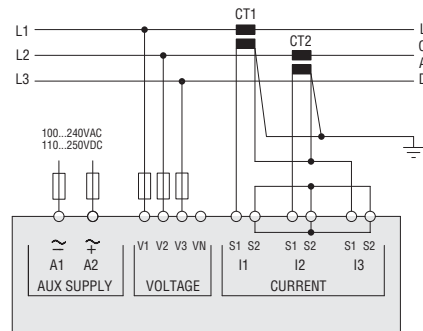 CT1
L1
L
CT2
L2
O
L3
A
D
100...240VAC
110...250VDC
V1 V2 V3 VN
S1 S2 S1 S2 S1 S2
A1 A2
I1 I2 I3
AUX SUPPLY VOLTAGE CURRENT